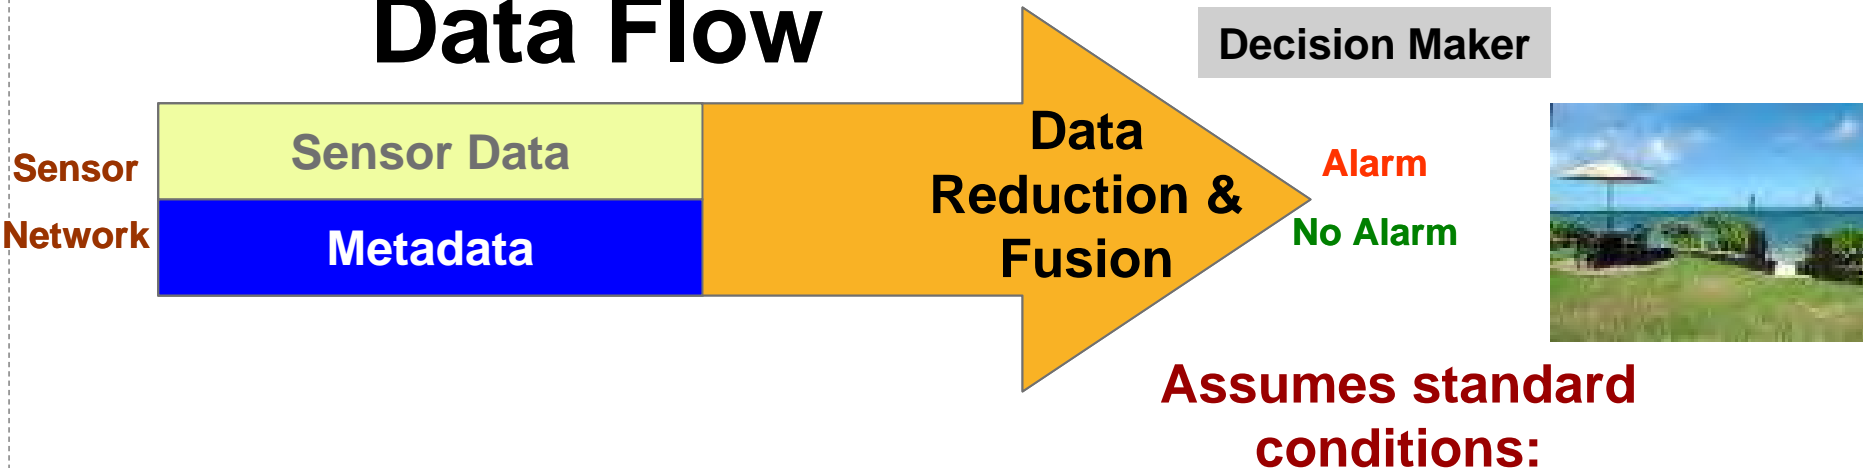 Data Flow
Decision Maker
Sensor
Network
Sensor Data
Metadata
Data
Reduction &
Fusion
Alarm
No Alarm
Assumes standard
conditions: